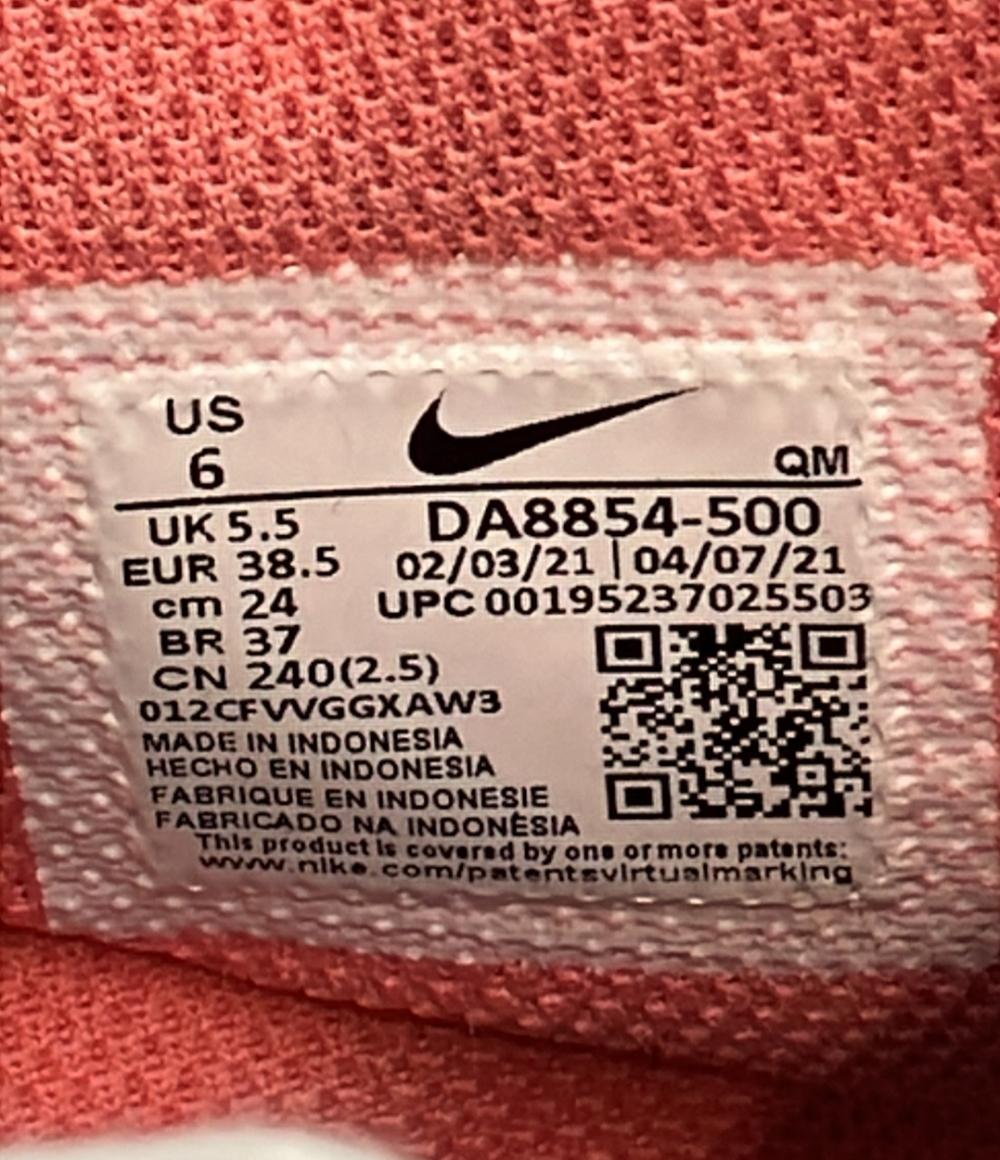 US
6
QM
UK 5.5
EUR 38.5
cm 24
BR 37
CN 240(2.5)
DA8854-500
02/03/21 | 04/07/21
UPC 00195237025503
012CFVVGGXAW3
MADE IN INDONESIA
HECHO EN INDONESIA
FABRIQUE EN INDONESIE
FABRICADO NA INDONÉSIA
This product is covered by one or more patents:
www.nike.com/patentsvirtualmarking